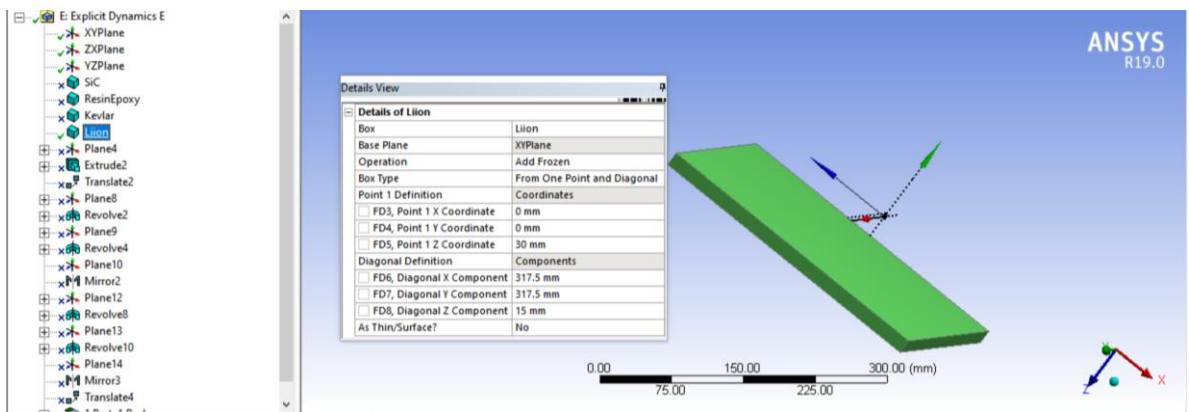 E: Explicit Dynamics E
XYPlane
ZXPlane
YZPlane
SiC
ResinEpoxy
Kevlar
Liion
Plane4
Extrude2
Translate2
Plane8
Revolve2
Plane9
Revolve4
Plane10
Mirror2
Plane12
Revolve8
Plane13
Revolve10
Plane14
Mirror3
Translate4
Details View
Details of Liion
Box Liion
Base Plane XYPlane
Operation Add Frozen
Box Type From One Point and Diagonal
Point 1 Definition Coordinates
FD3, Point 1 X Coordinate 0 mm
FD4, Point 1 Y Coordinate 0 mm
FD5, Point 1 Z Coordinate 30 mm
Diagonal Definition Components
FD6, Diagonal X Component 317.5 mm
FD7, Diagonal Y Component 317.5 mm
FD8, Diagonal Z Component 15 mm
As Thin/Surface? No
ANSYS
R19.0
0.00 150.00 300.00 (mm)
75.00 225.00
Y
Z X